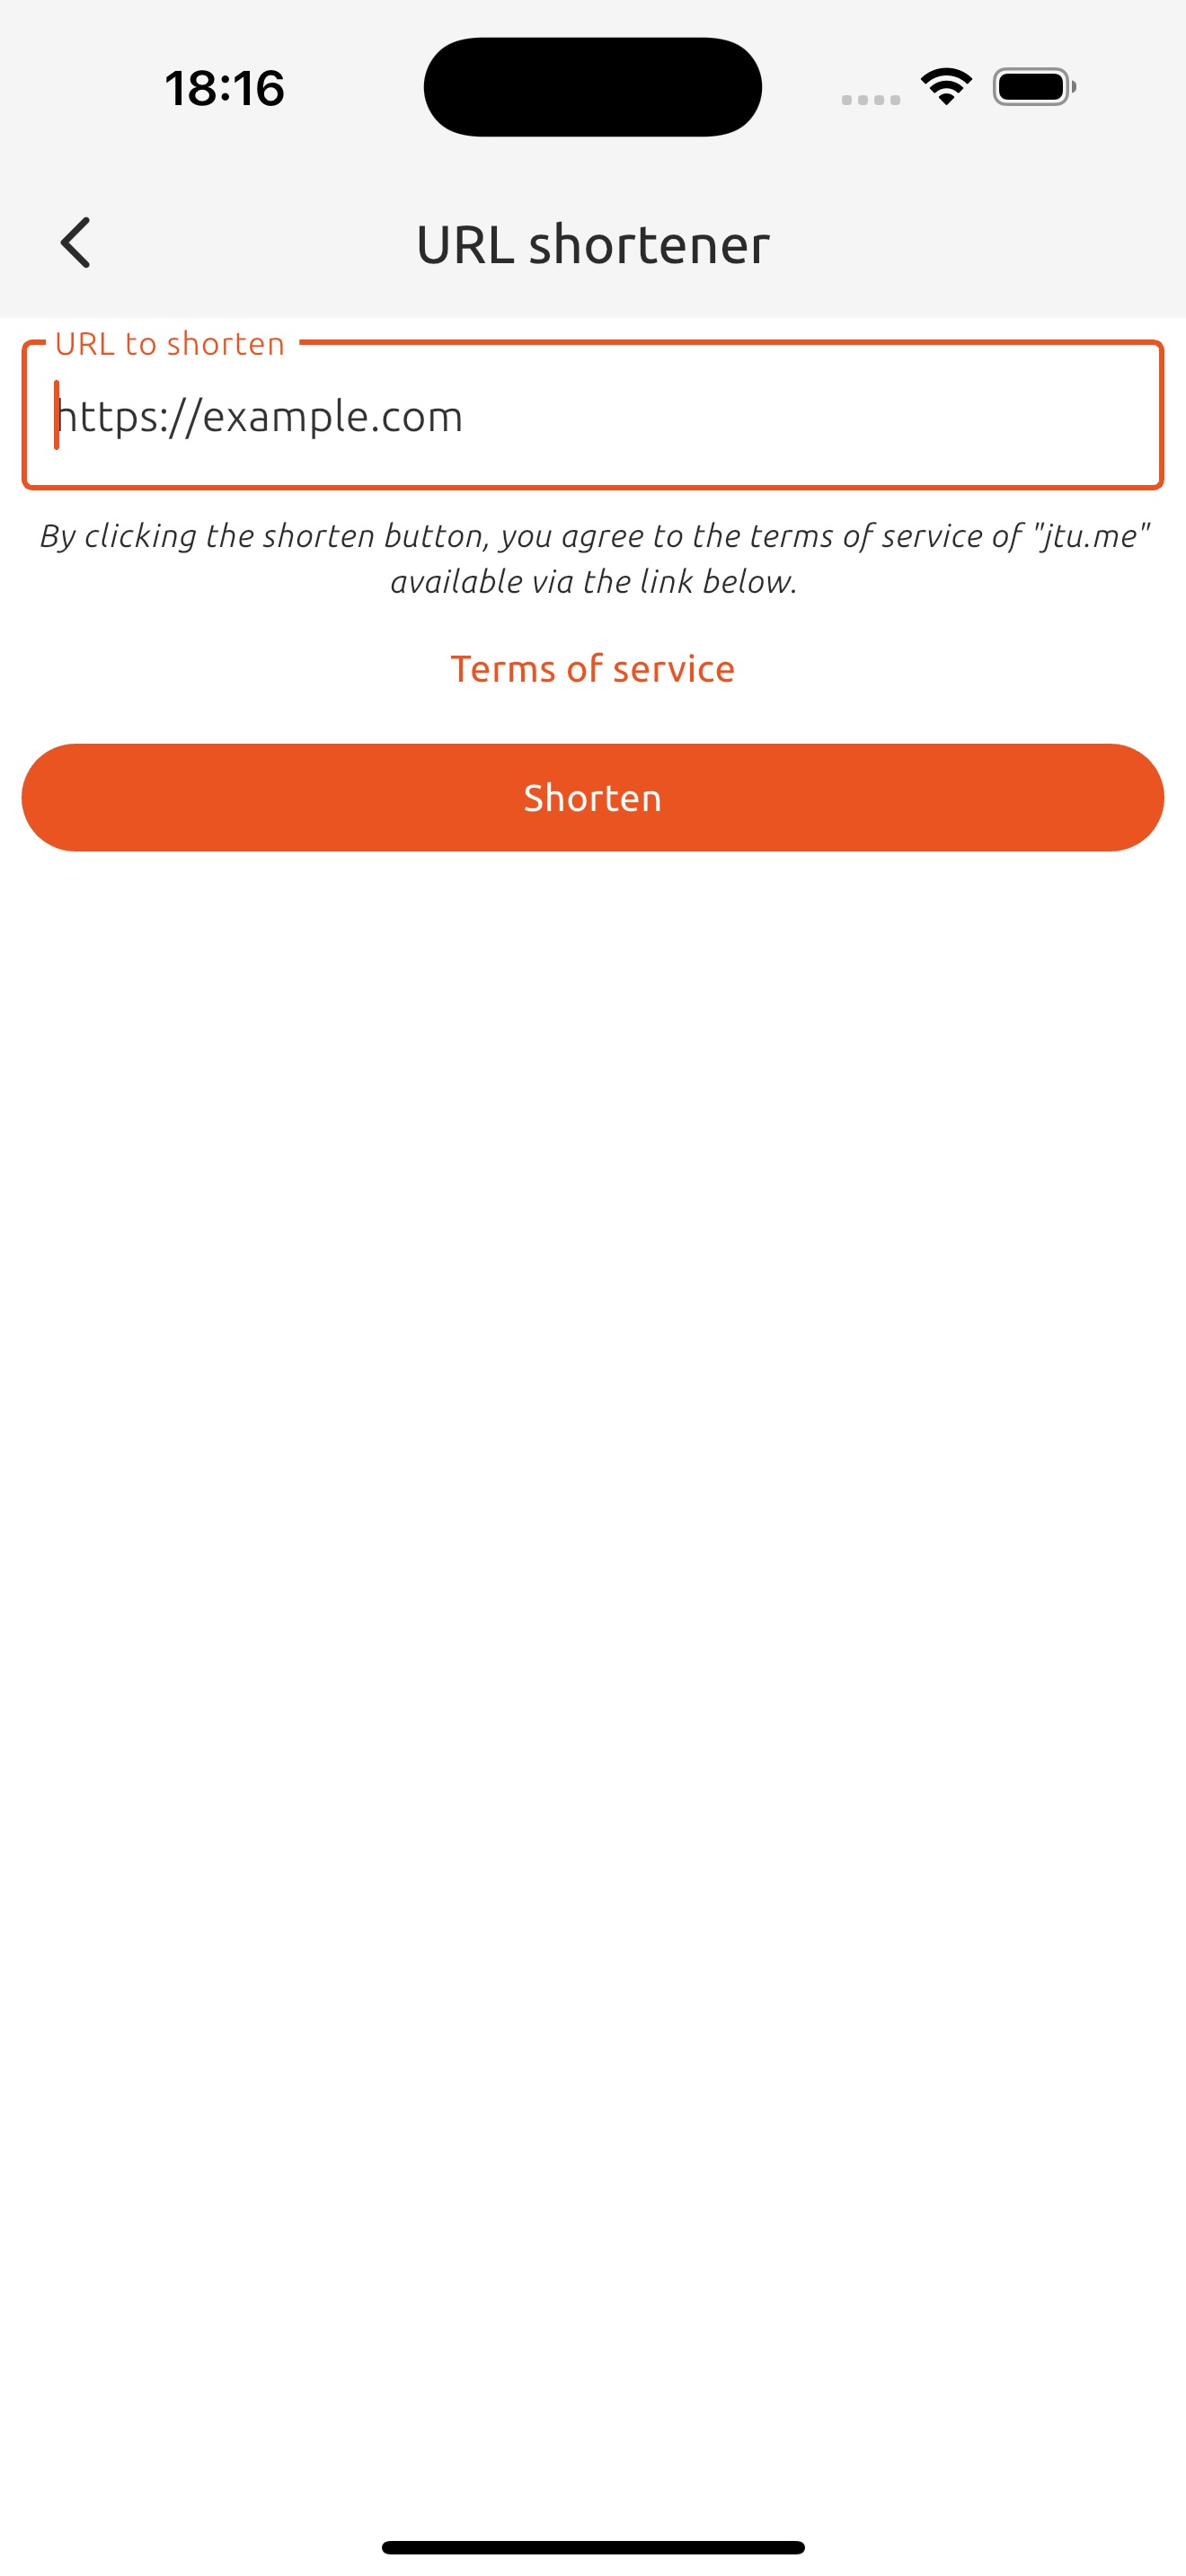 18:16
URL shortener
URL to shorten
https://example.com
By clicking the shorten button, you agree to the terms of service of "jtu.me"
available via the link below.
Terms of service
Shorten